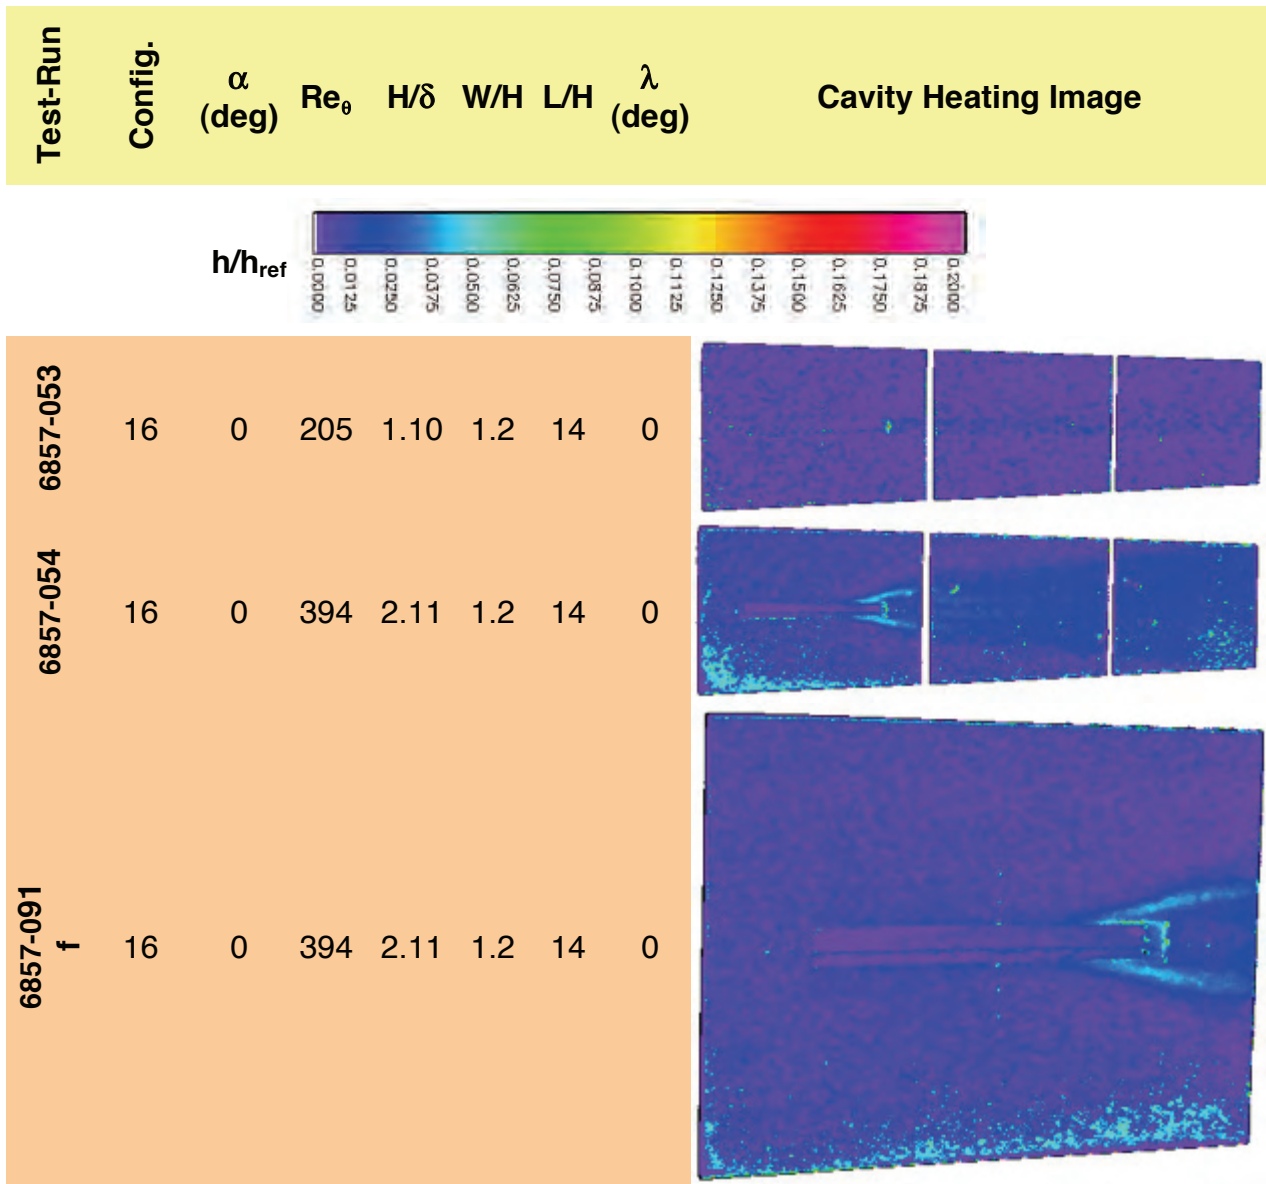 Test-Run Config. α (deg) Reθ H/δ W/H L/H λ (deg) Cavity Heating Image
h/href
0.0000 0.0125 0.0250 0.0375 0.0500 0.0625 0.0750 0.0875 0.1000 0.1125 0.1250 0.1375 0.1500 0.1625 0.1750 0.1875 0.2000
6857-053 16 0 205 1.10 1.2 14 0
6857-054 16 0 394 2.11 1.2 14 0
6857-091 f 16 0 394 2.11 1.2 14 0